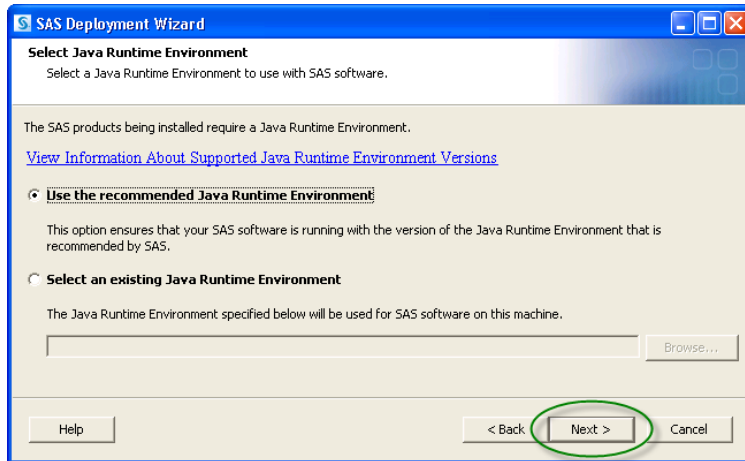 SAS Deployment Wizard
Select Java Runtime Environment
Select a Java Runtime Environment to use with SAS software.
The SAS products being installed require a Java Runtime Environment.
View Information About Supported Java Runtime Environment Versions
Use the recommended Java Runtime Environment
This option ensures that your SAS software is running with the version of the Java Runtime Environment that is
recommended by SAS.
Select an existing Java Runtime Environment
The Java Runtime Environment specified below will be used for SAS software on this machine.
Browse...
Help
< Back
Next >
Cancel